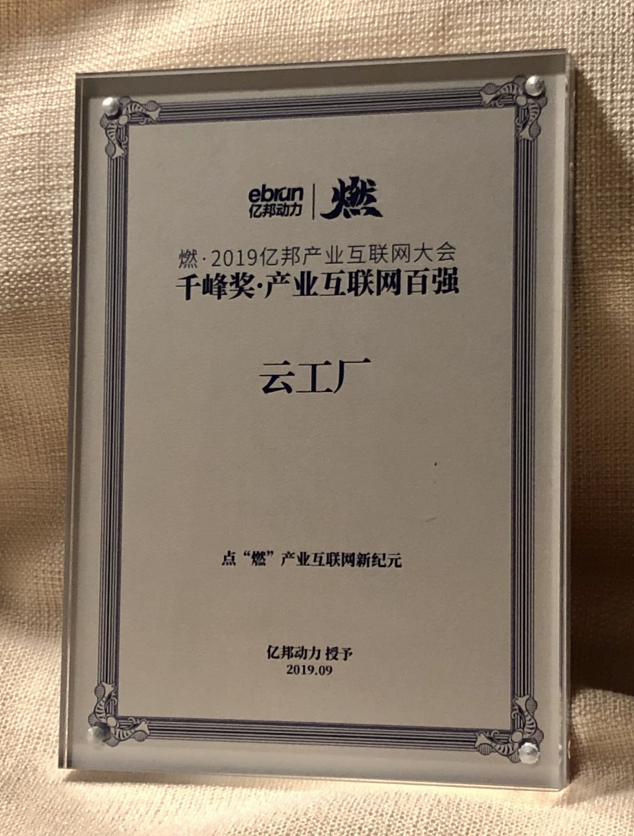 ebrun
亿邦动力
燃
燃·2019亿邦产业互联网大会
千峰奖·产业互联网百强
云工厂
点“燃”产业互联网新纪元
亿邦动力 授予
2019.09